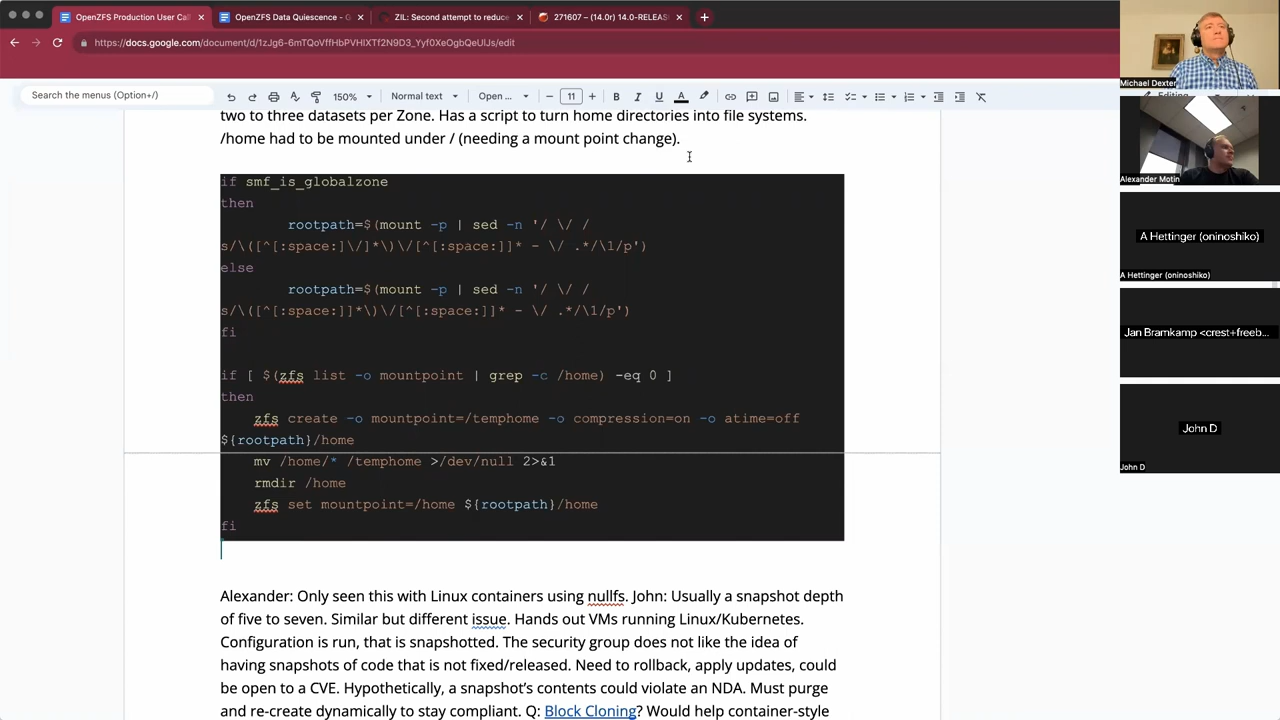 OpenZFS Production User Cal
OpenZFS Data Quiescence - G
ZIL: Second attempt to reduce
271607 – (14.0r) 14.0-RELEAS
https://docs.google.com/document/d/1zJg6-6mTQoVffHbPVHIXTf2N9D3_Yyf0XeOgbQeUIJs/edit
Search the menus (Option+/)
150%
Normal text
Open ...
11
Editing
two to three datasets per Zone. Has a script to turn home directories into file systems.
/home had to be mounted under / (needing a mount point change).
if smf_is_globalzone
then
rootpath=$(mount -p | sed -n '/ \/ /
s/\([^[:space:]\/]*\)\/[^[:space:]]* - \/ .*/\1/p')
else
rootpath=$(mount -p | sed -n '/ \/ /
s/\([^[:space:]]*\)\/[^[:space:]]* - \/ .*/\1/p')
fi
if [ $(zfs list -o mountpoint | grep -c /home) -eq 0 ]
then
zfs create -o mountpoint=/temphome -o compression=on -o atime=off
${rootpath}/home
mv /home/* /temphome >/dev/null 2>&1
rmdir /home
zfs set mountpoint=/home ${rootpath}/home
fi
Alexander: Only seen this with Linux containers using nullfs. John: Usually a snapshot depth
of five to seven. Similar but different issue. Hands out VMs running Linux/Kubernetes.
Configuration is run, that is snapshotted. The security group does not like the idea of
having snapshots of code that is not fixed/released. Need to rollback, apply updates, could
be open to a CVE. Hypothetically, a snapshot's contents could violate an NDA. Must purge
and re-create dynamically to stay compliant. Q: Block Cloning? Would help container-style
Michael Dexter
Alexander Motin
A Hettinger (oninoshiko)
A Hettinger (oninoshiko)
Jan Bramkamp <crest+freeb...
John D
John D